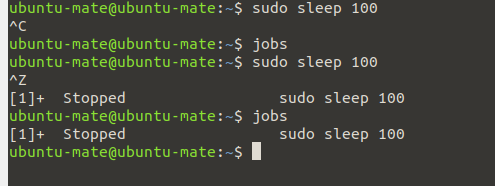 ubuntu-mate@ubuntu-mate:~$ sudo sleep 100
^C
ubuntu-mate@ubuntu-mate:~$ jobs
ubuntu-mate@ubuntu-mate:~$ sudo sleep 100
^Z
[1]+  Stopped                 sudo sleep 100
ubuntu-mate@ubuntu-mate:~$ jobs
[1]+  Stopped                 sudo sleep 100
ubuntu-mate@ubuntu-mate:~$